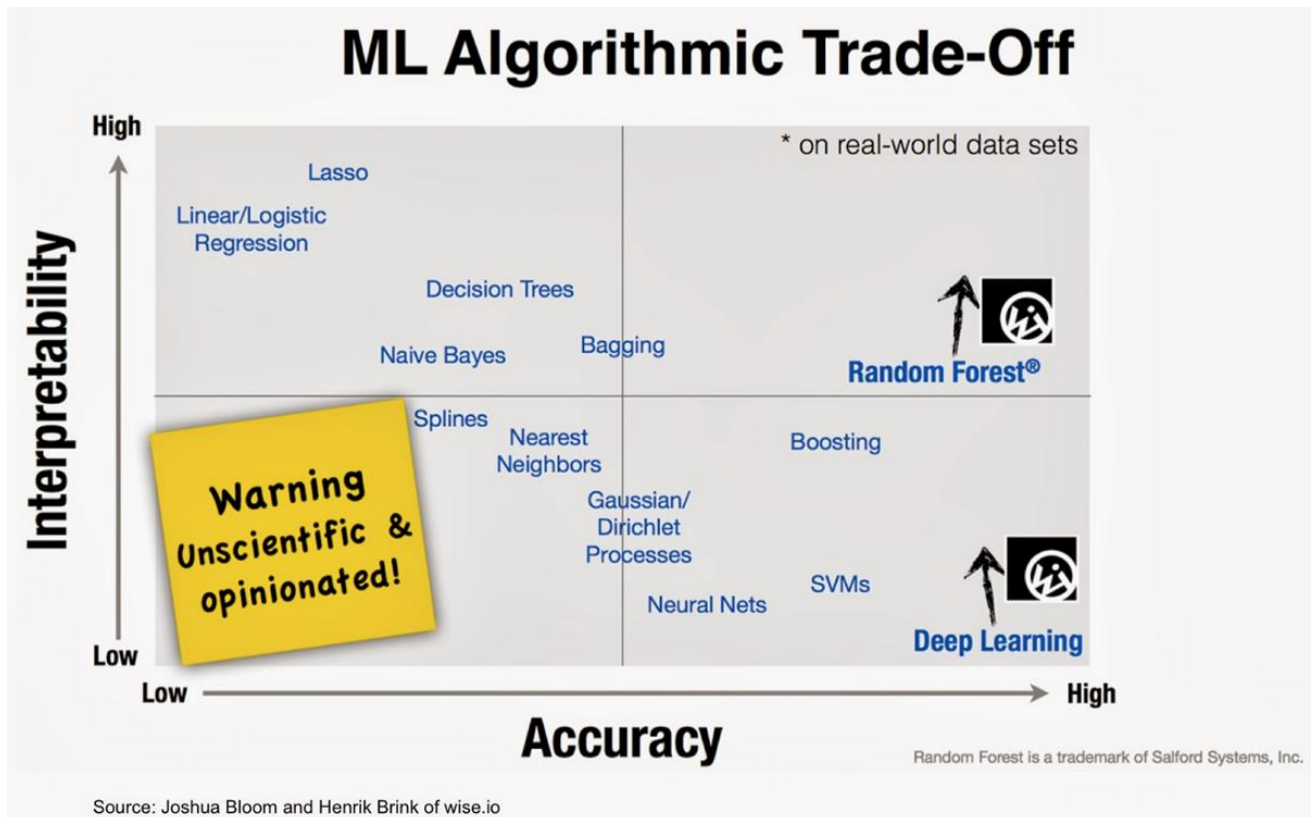 ML Algorithmic Trade-Off
High
* on real-world data sets
Lasso
Linear/Logistic
Regression
Decision Trees
Naive Bayes
Bagging
Random Forest®
Interpretability
Splines
Nearest
Neighbors
Boosting
Warning
Unscientific &
opinionated!
Gaussian/
Dirichlet
Processes
SVMs
Neural Nets
Deep Learning
Low
Low
High
Accuracy
Random Forest is a trademark of Salford Systems, Inc.
Source: Joshua Bloom and Henrik Brink of wise.io